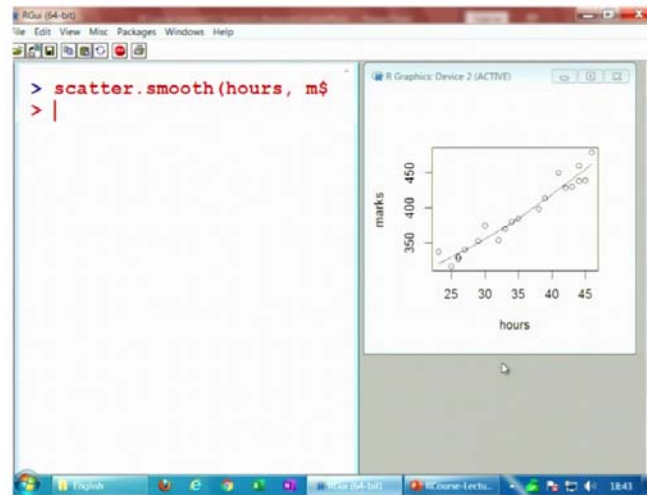 RGui (64-bit)
File Edit View Misc Packages Windows Help
> scatter.smooth(hours, m$
> 
R Graphics: Device 2 (ACTIVE)
marks
350 400 450
25 30 35 40 45
hours
English
RGui (64-bit)
RCourse-Lectu...
18:43